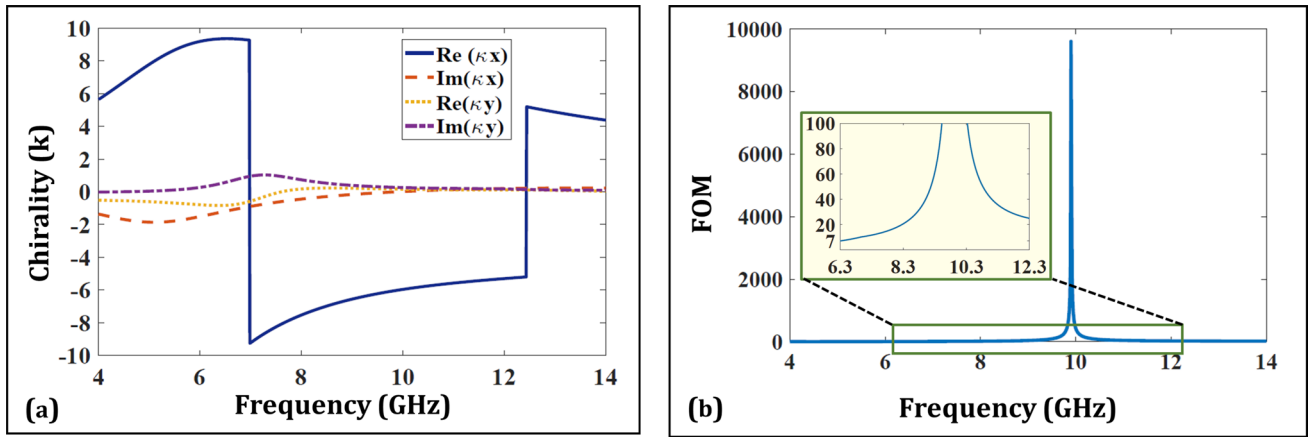 10
8
6
4
2
0
-2
-4
-6
-8
-10
Chirality (k)
Re (κx)
Im(κx)
Re(κy)
Im(κy)
4 6 8 10 12 14
(a) Frequency (GHz)
10000
8000
6000
4000
2000
0
FOM
100
80
60
40
20
7
6.3 8.3 10.3 12.3
4 6 8 10 12 14
(b) Frequency (GHz)